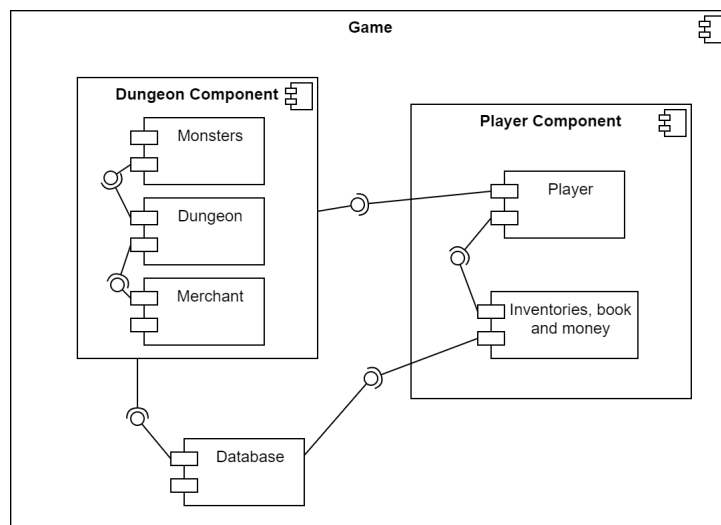 Game
Dungeon Component
Monsters
Dungeon
Merchant
Player Component
Player
Inventories, book
and money
Database